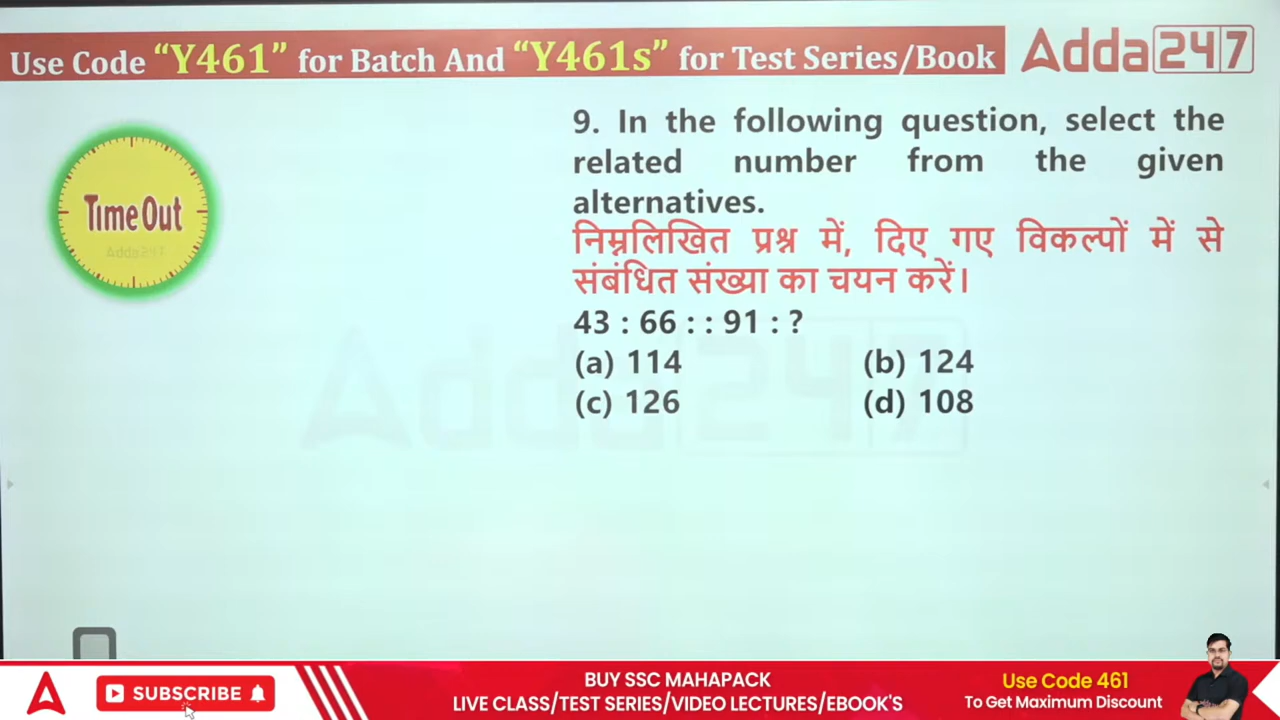 Use Code “Y461” for Batch And “Y461s” for Test Series/Book
Adda247
Time Out
Adda247
9. In the following question, select the
related number from the given
alternatives.
निम्नलिखित प्रश्न में, दिए गए विकल्पों में से
संबंधित संख्या का चयन करें।
43 : 66 : : 91 : ?
(a) 114 (b) 124
(c) 126 (d) 108
Adda247
SUBSCRIBE
BUY SSC MAHAPACK
LIVE CLASS/TEST SERIES/VIDEO LECTURES/EBOOK'S
Use Code 461
To Get Maximum Discount